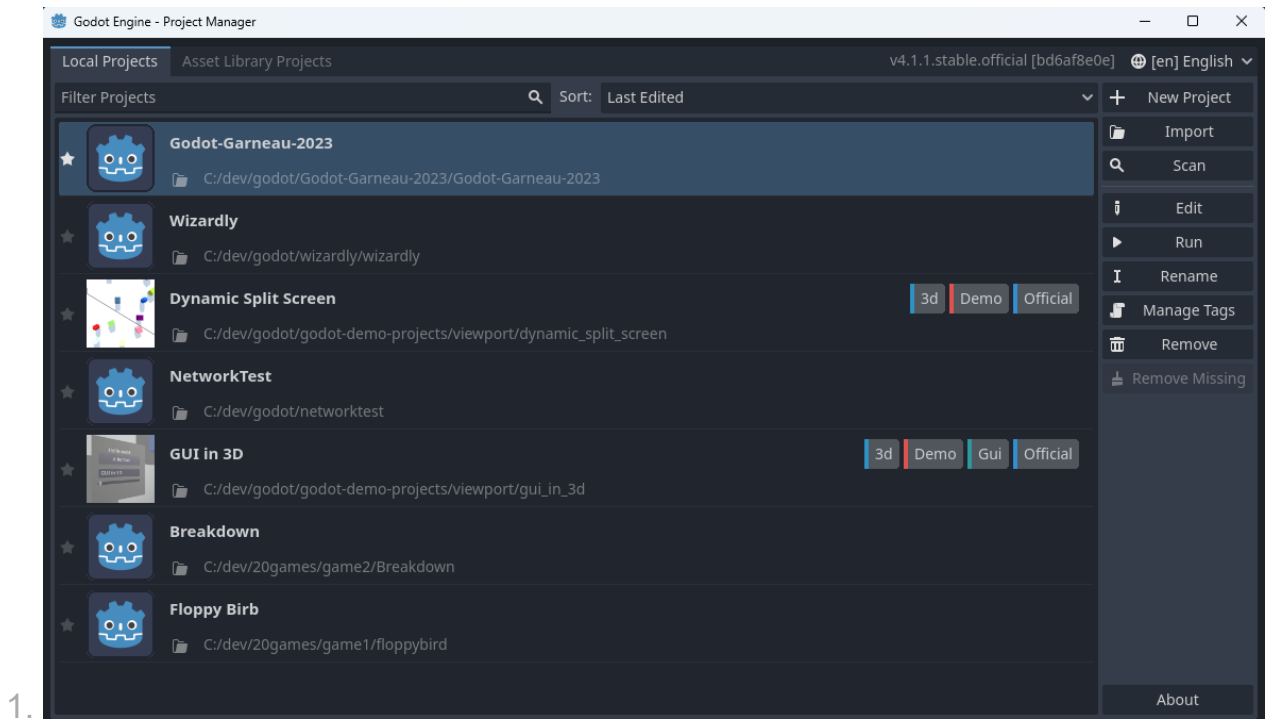 Godot Engine - Project Manager
Local Projects Asset Library Projects v4.1.1.stable.official [bd6af8e0e] [en] English
Filter Projects Sort: Last Edited New Project
Godot-Garneau-2023
C:/dev/godot/Godot-Garneau-2023/Godot-Garneau-2023
Wizardly
C:/dev/godot/wizardly/wizardly
Dynamic Split Screen 3d Demo Official
C:/dev/godot/godot-demo-projects/viewport/dynamic_split_screen
NetworkTest
C:/dev/godot/networktest
GUI in 3D 3d Demo Gui Official
C:/dev/godot/godot-demo-projects/viewport/gui_in_3d
Breakdown
C:/dev/20games/game2/Breakdown
Floppy Birb
C:/dev/20games/game1/floppybird
Import
Scan
Edit
Run
Rename
Manage Tags
Remove
Remove Missing
About
1.